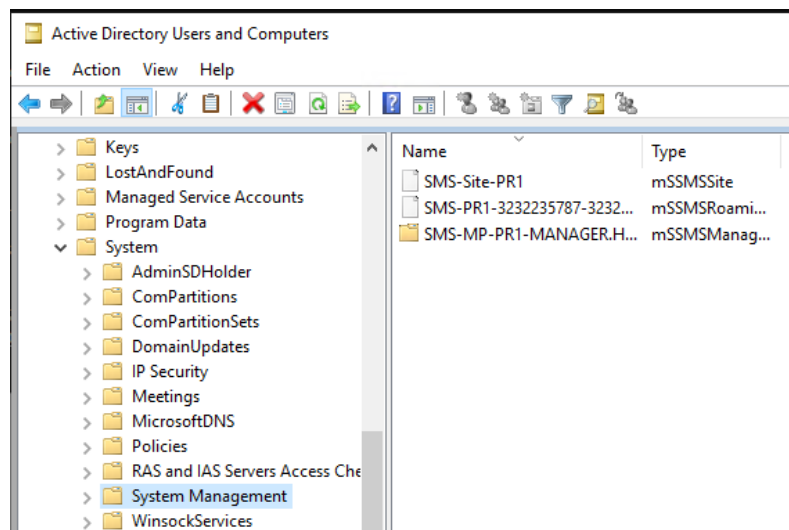 Active Directory Users and Computers
File Action View Help
Keys
LostAndFound
Managed Service Accounts
Program Data
System
AdminSDHolder
ComPartitions
ComPartitionSets
DomainUpdates
IP Security
Meetings
MicrosoftDNS
Policies
RAS and IAS Servers Access Che
System Management
WinsockServices
Name Type
SMS-Site-PR1 mSSMSSite
SMS-PR1-3232235787-3232... mSSMSRoami...
SMS-MP-PR1-MANAGER.H... mSSMSManag...